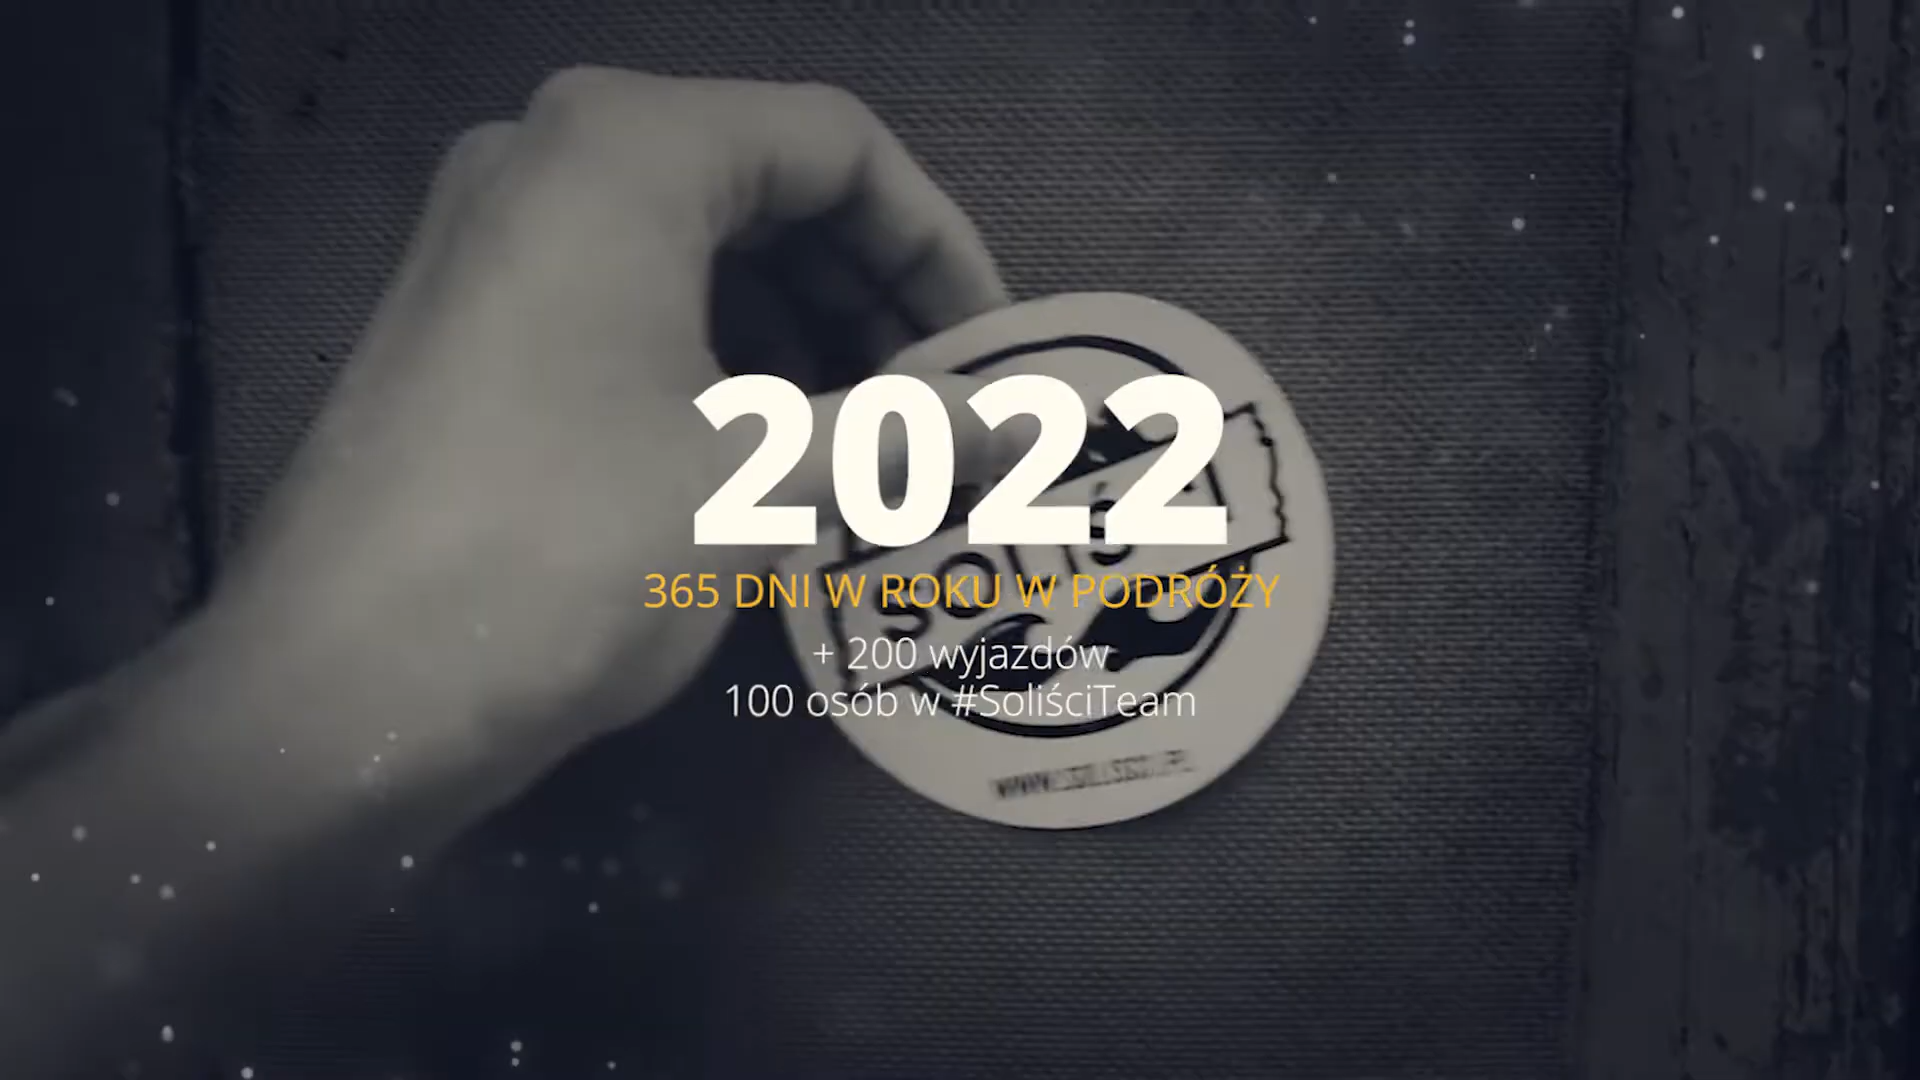 2022
365 DNI W ROKU W PODRÓŻY
+ 200 wyjazdów
100 osób w #SoliściTeam